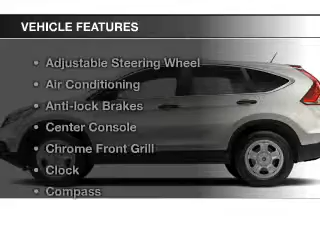 VEHICLE FEATURES
• Adjustable Steering Wheel
• Air Conditioning
• Anti-lock Brakes
• Center Console
• Chrome Front Grill
• Clock
• Compass